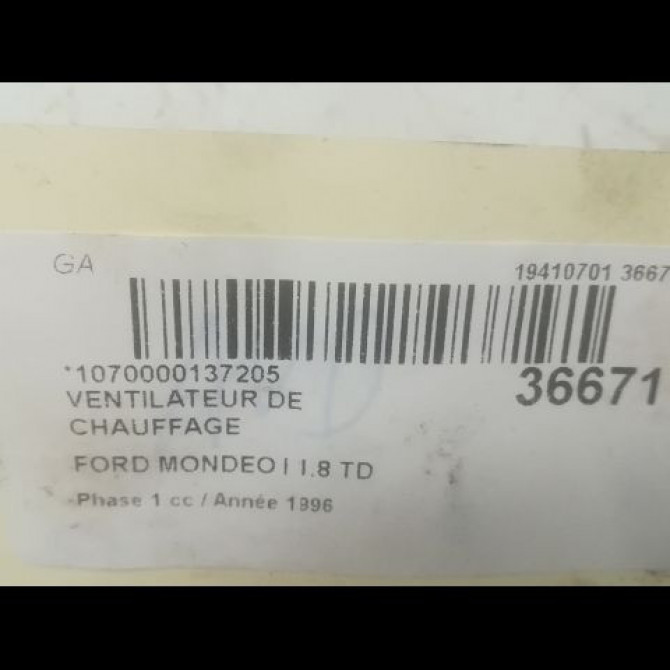 GA
19410701 3667
*1070000137205
36671
VENTILATEUR DE
CHAUFFAGE
FORD MONDEO I 1.8 TD
Phase 1 cc / Année 1996